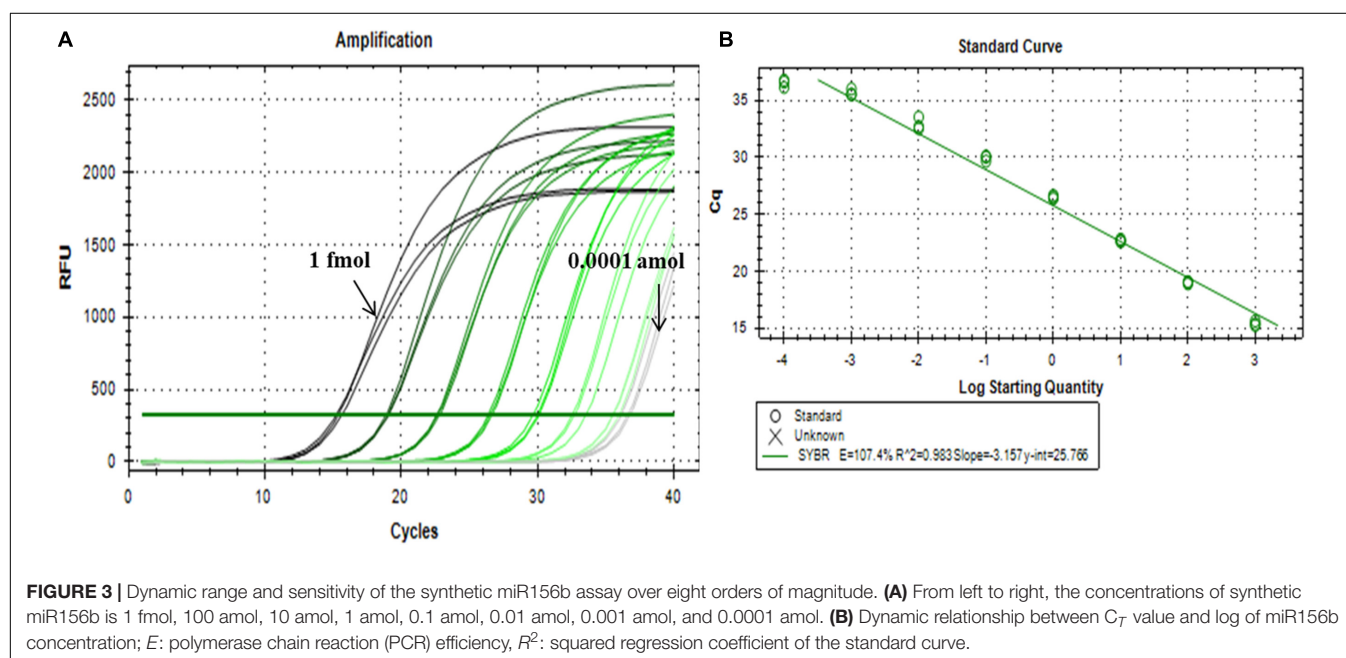 A
Amplification
2500
2000
1500
1000
500
0
RFU
1 fmol
0.0001 amol
0
10
20
30
40
Cycles
B
Standard Curve
35
30
25
20
15
Cq
-4
-3
-2
-1
0
1
2
3
Log Starting Quantity
Standard
Unknown
SYBR E=107.4% R^2=0.983 Slope=-3.157 y-int=25.766
FIGURE 3 | Dynamic range and sensitivity of the synthetic miR156b assay over eight orders of magnitude. (A) From left to right, the concentrations of synthetic
miR156b is 1 fmol, 100 amol, 10 amol, 1 amol, 0.1 amol, 0.01 amol, 0.001 amol, and 0.0001 amol. (B) Dynamic relationship between CT value and log of miR156b
concentration; E: polymerase chain reaction (PCR) efficiency, R2: squared regression coefficient of the standard curve.